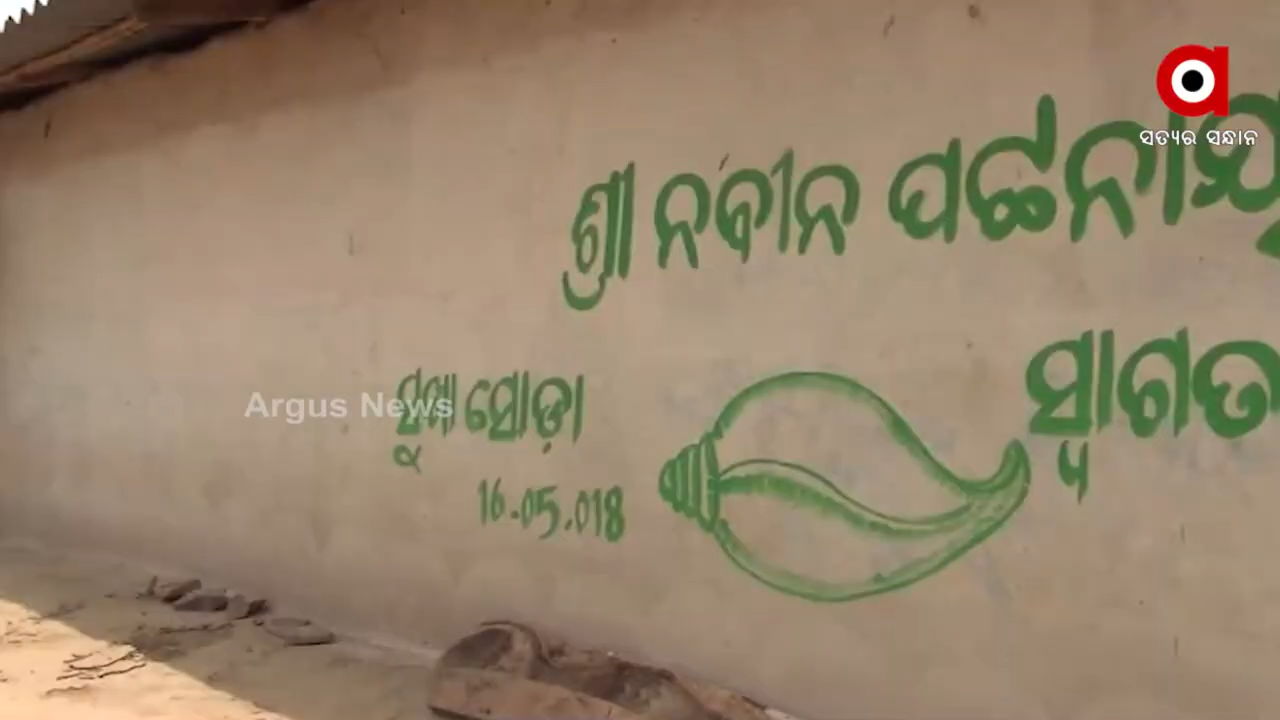 ସତ୍ୟର ସନ୍ଧାନ
ଶ୍ରୀ ନବୀନ ପଟ୍ଟନାୟ
ସ୍ୱାଗତ
Argus News
ସୁଖା ସୋଡ଼ା
16.05.018